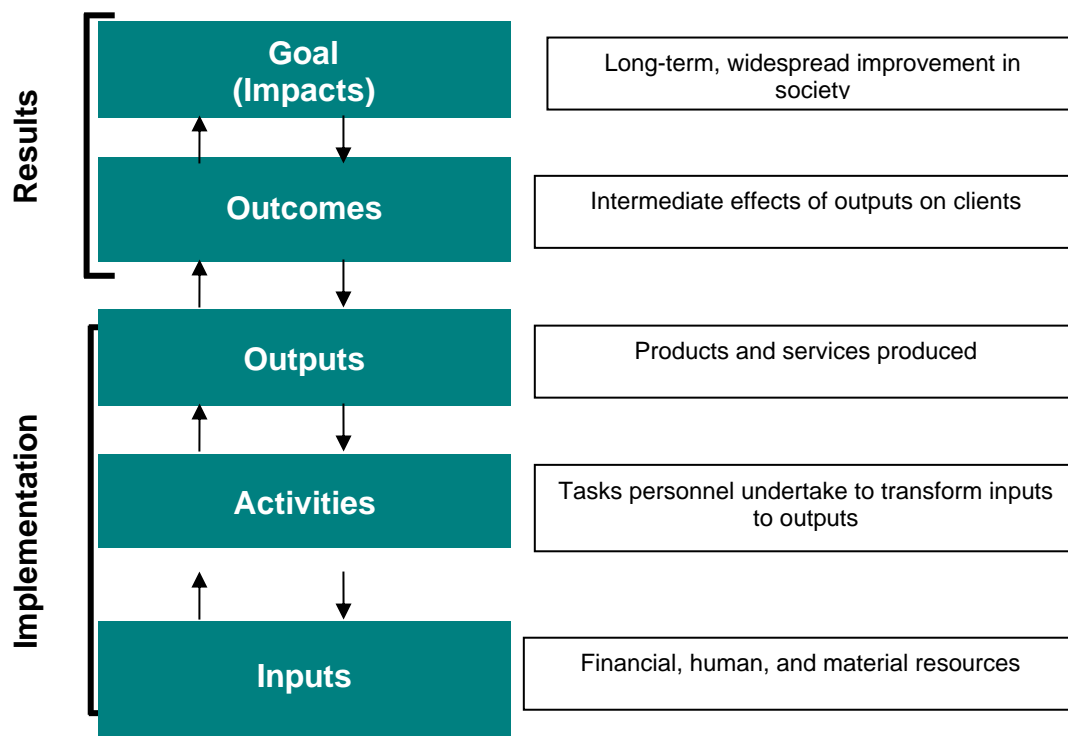 Results
Goal
(Impacts)
Long-term, widespread improvement in
society
Outcomes
Intermediate effects of outputs on clients
Implementation
Outputs
Products and services produced
Activities
Tasks personnel undertake to transform inputs
to outputs
Inputs
Financial, human, and material resources